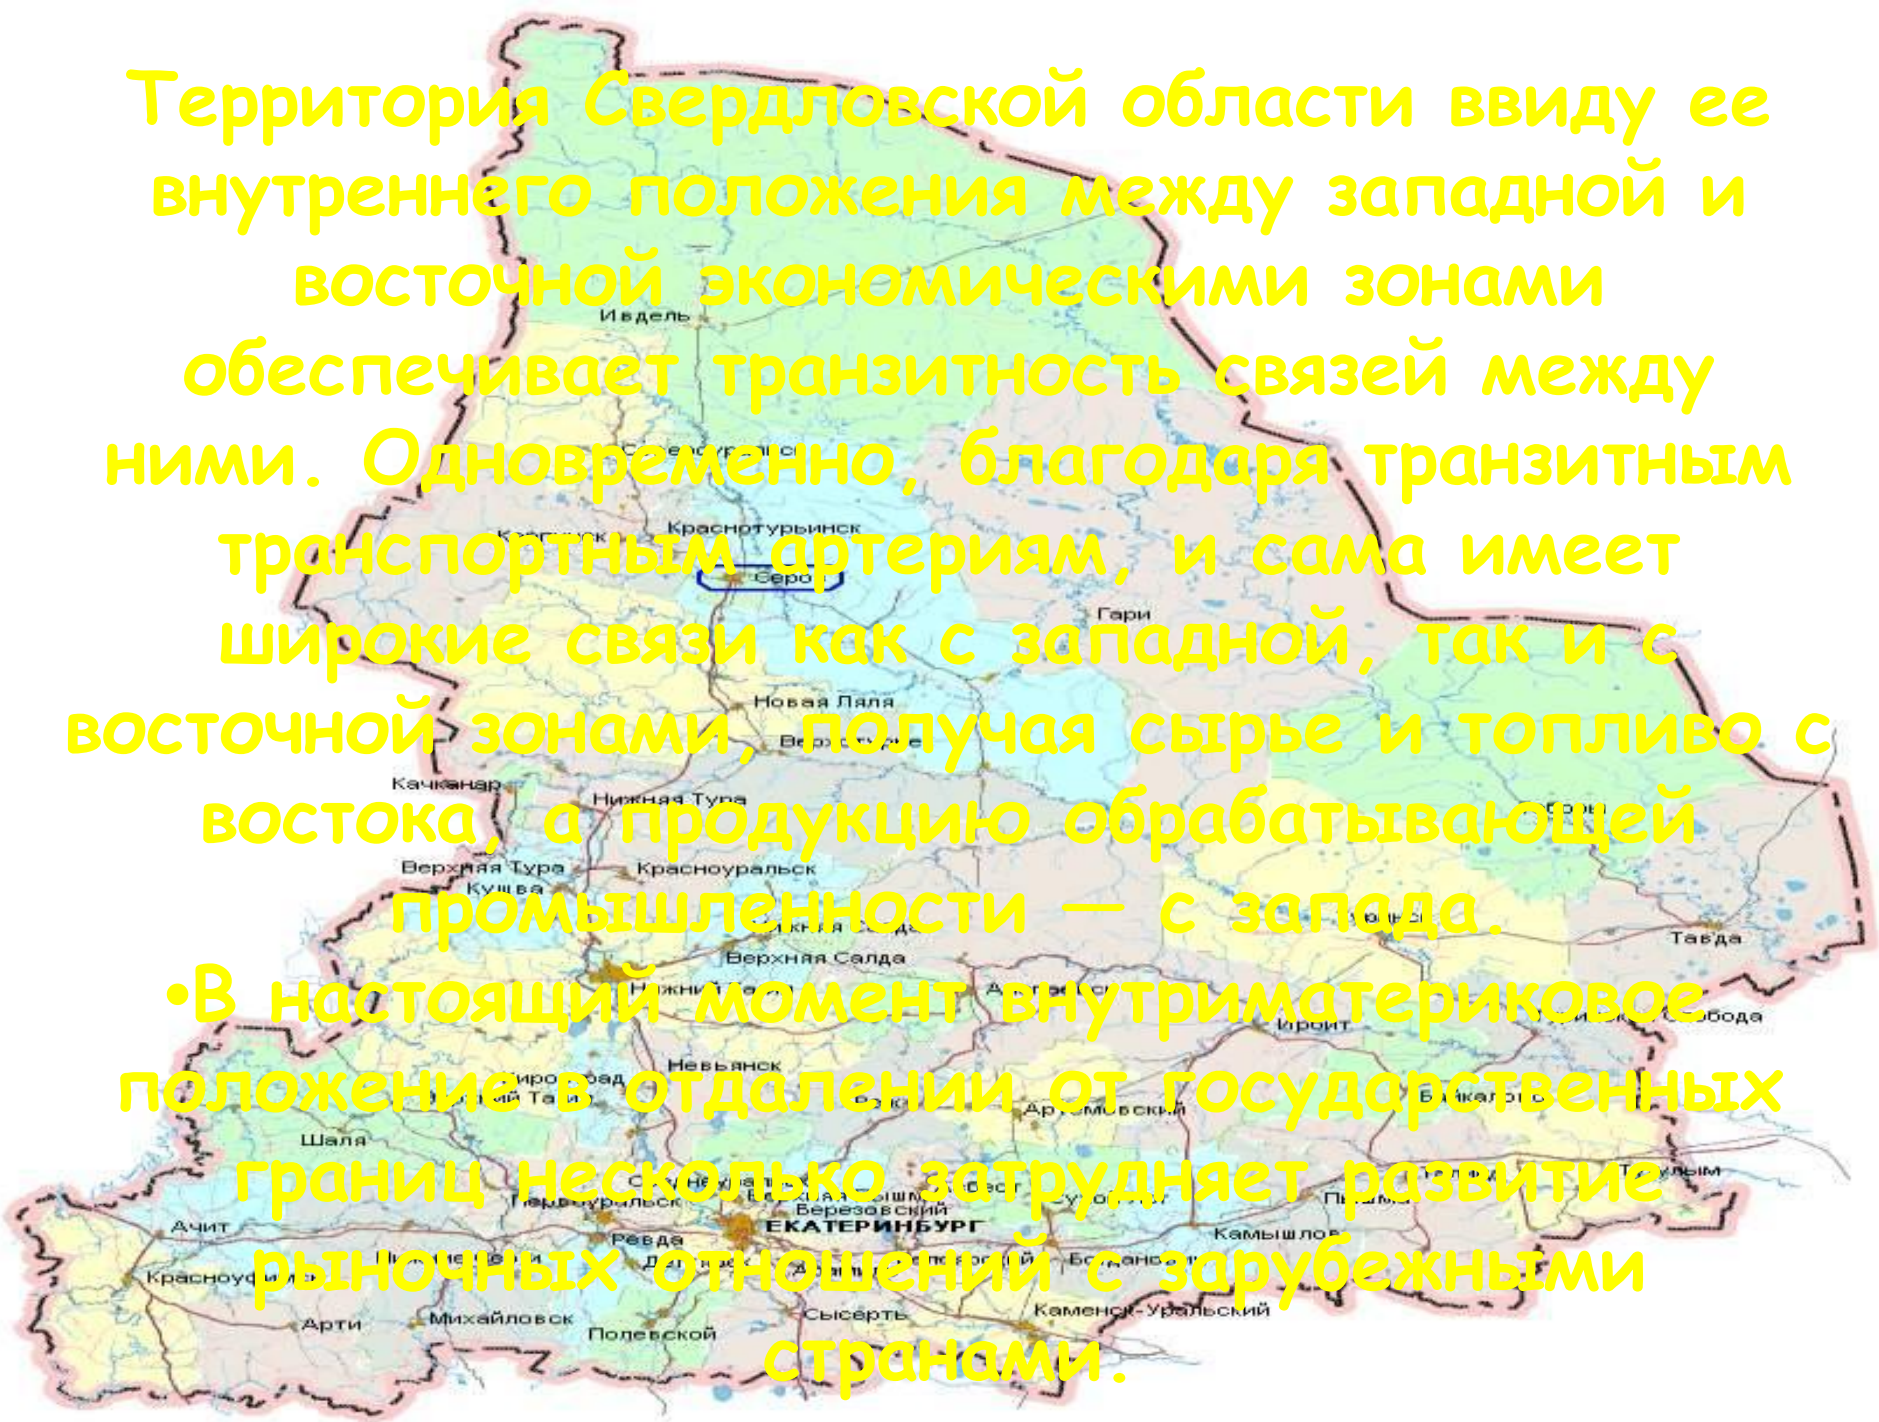 Территория Свердловской области ввиду ее
внутреннего положения между западной и
восточной экономическими зонами
обеспечивает транзитность связей между
ними. Одновременно, благодаря транзитным
транспортным артериям, и сама имеет
широкие связи как с западной, так и с
восточной зонами, получая сырье и топливо с
востока, а продукцию обрабатывающей
промышленности — с запада.
•В настоящий момент внутриматериковое
положение в отдалении от государственных
границ несколько затрудняет развитие
рыночных отношений с зарубежными
странами.
Ивдель
Краснотурьинск
Серов
Гари
Новая Ляля
Верхотурье
Качканар
Нижняя Тура
Верхняя Тура
Красноуральск
Кушва
Тавда
Верхняя Салда
Ирбит
Невьянск
Артемовский
Шаля
Первоуральск
Березовский
Ачит
ЕКАТЕРИНБУРГ
Ревда
Камышлов
Красноуфимск
Каменск-Уральский
Арти
Михайловск
Сысерть
Полевской